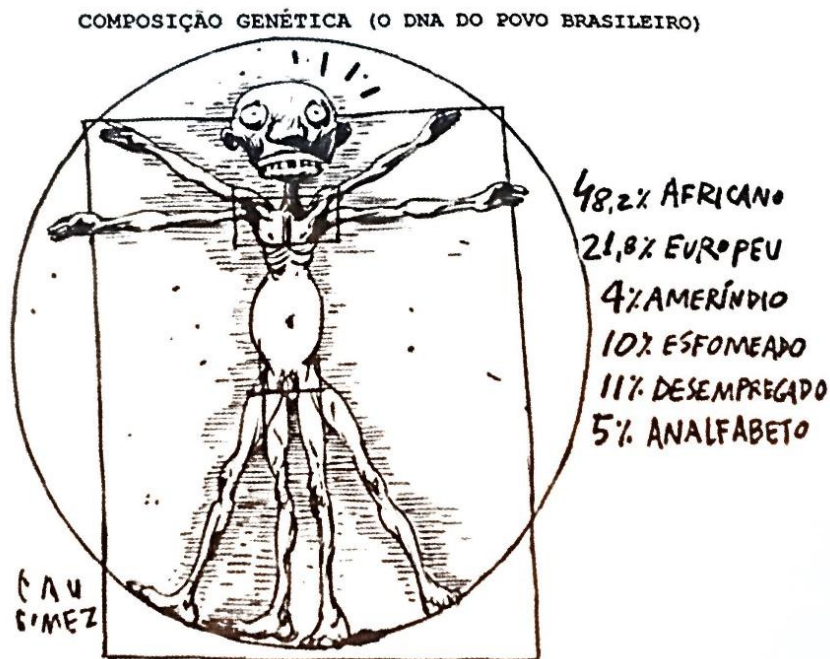 COMPOSIÇÃO GENÉTICA (O DNA DO POVO BRASILEIRO)
48,2% AFRICANO
21,8% EUROPEU
4% AMERÍNDIO
10% ESFOMEADO
11% DESEMPREGADO
5% ANALFABETO
CAU
GOMEZ